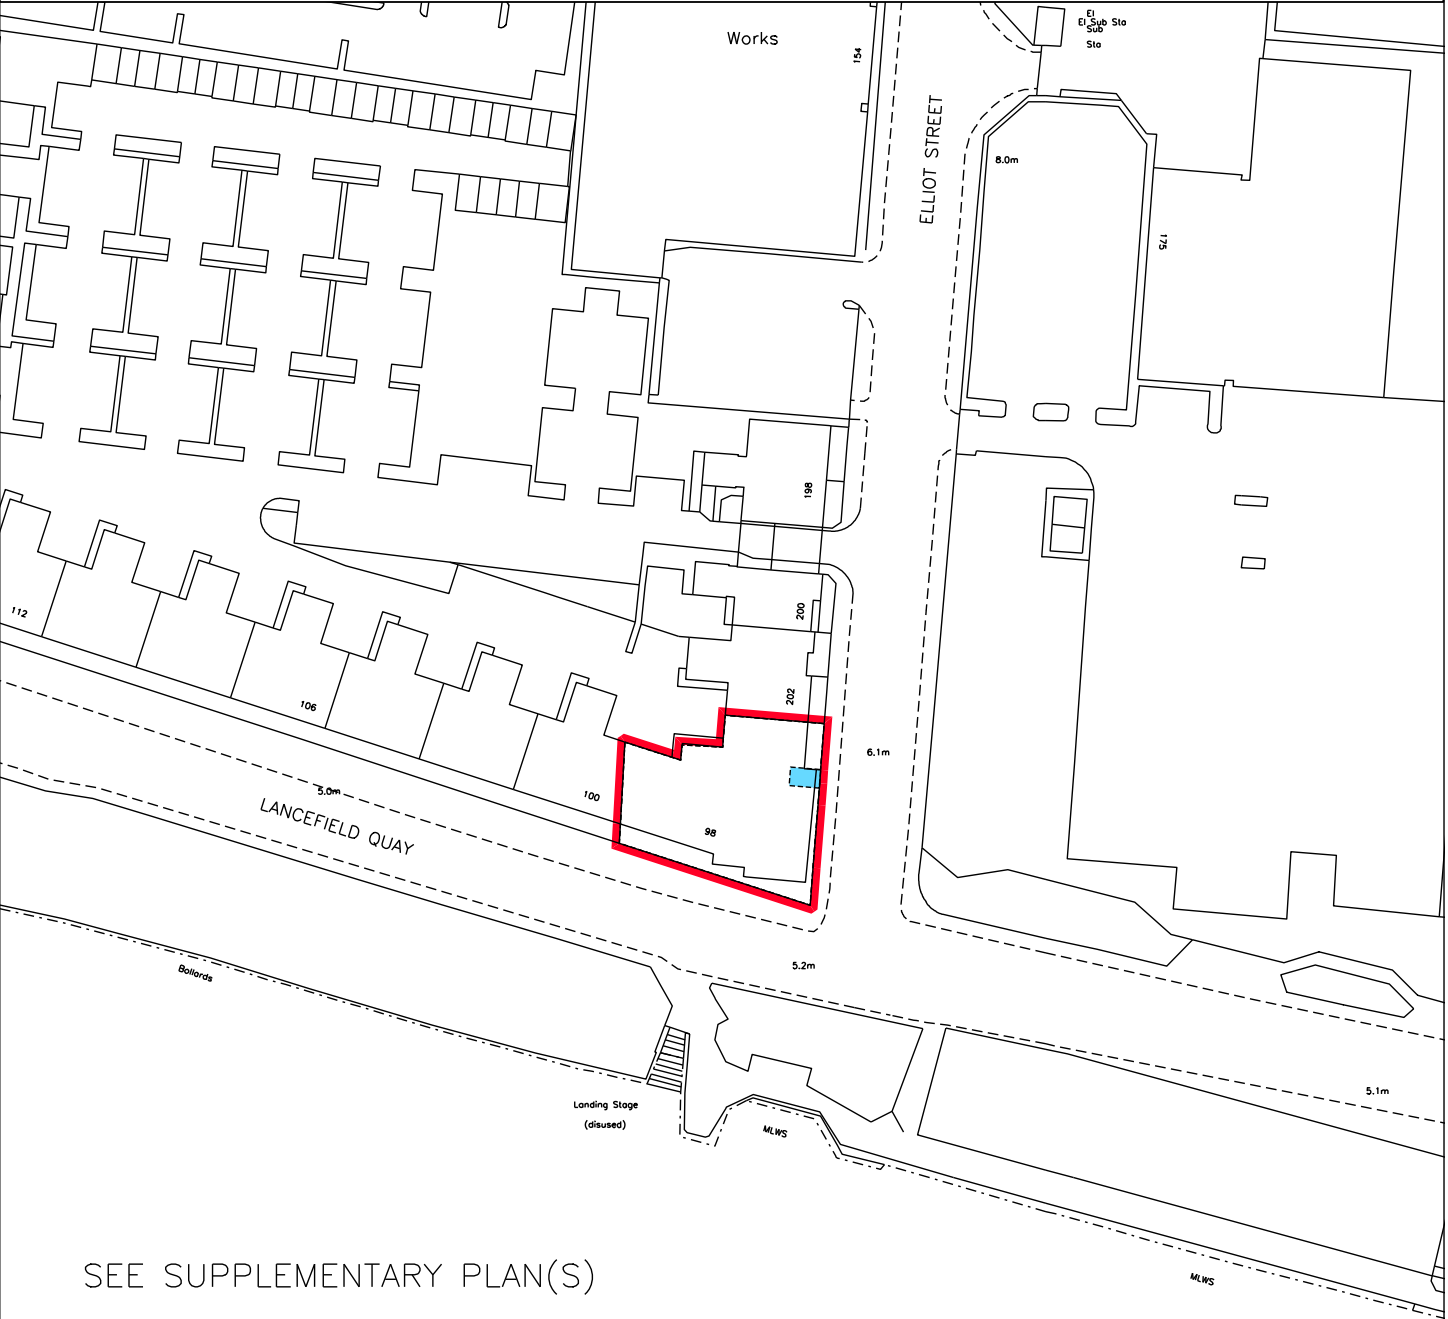 El
El Sub Sta
Sub
Sta
Works
154
ELLIOT STREET
8.0m
175
198
200
112
202
106
6.1m
5.0m
100
LANCEFIELD QUAY
98
5.2m
Bollards
5.1m
Landing Stage
(disused)
MLWS
MLWS
SEE SUPPLEMENTARY PLAN(S)